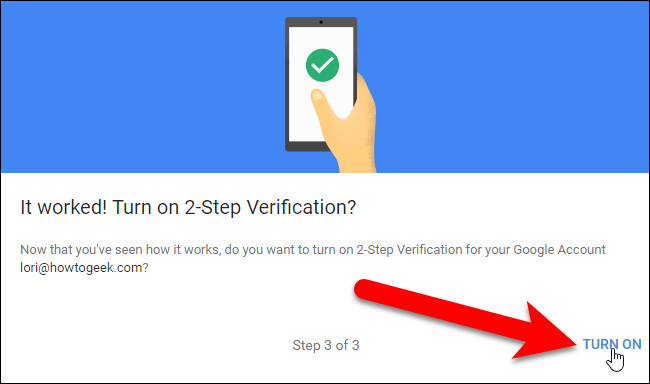 It worked! Turn on 2-Step Verification?
Now that you've seen how it works, do you want to turn on 2-Step Verification for your Google Account
lori@howtogeek.com?
Step 3 of 3
TURN ON